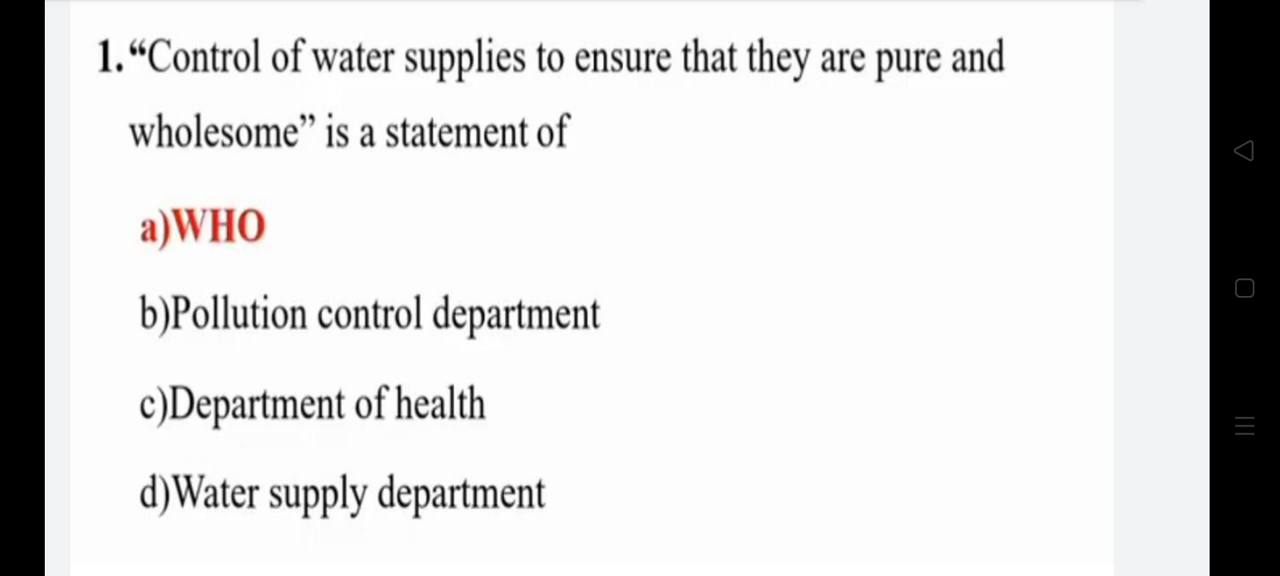 1. “Control of water supplies to ensure that they are pure and
wholesome” is a statement of
a)WHO
b)Pollution control department
c)Department of health
d)Water supply department